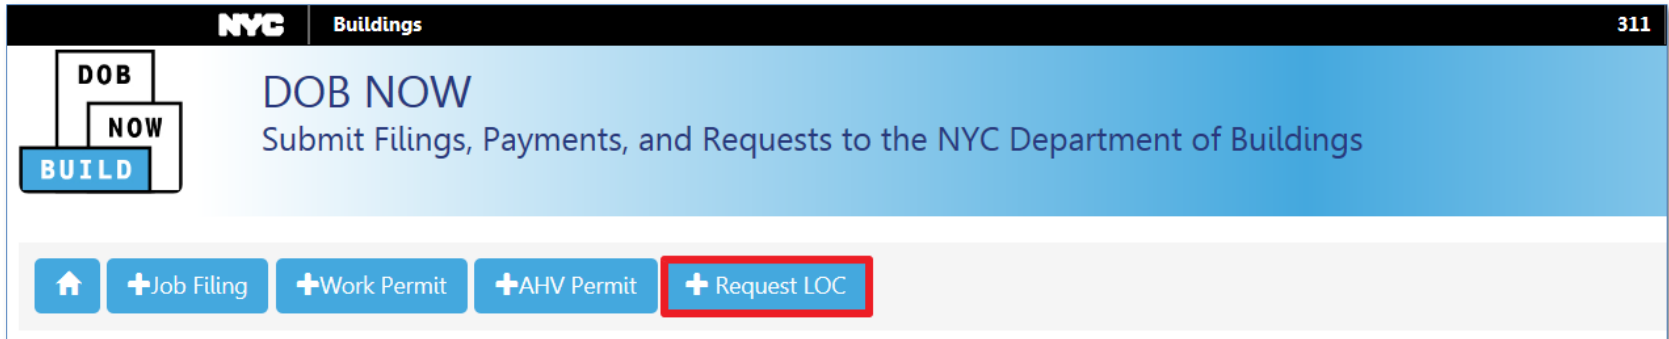 NYC Buildings 311
DOB
NOW
BUILD
DOB NOW
Submit Filings, Payments, and Requests to the NYC Department of Buildings
+Job Filing +Work Permit +AHV Permit + Request LOC